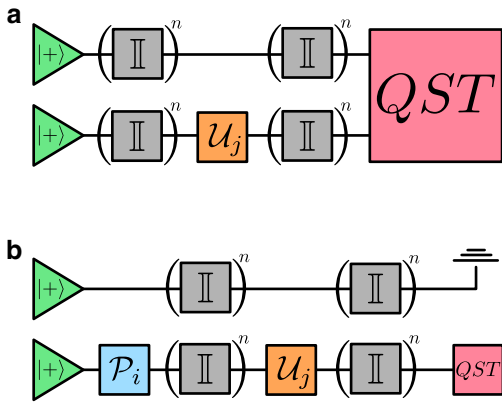 a
|+⟩ ( 𝕀 )ⁿ ( 𝕀 )ⁿ QST
|+⟩ ( 𝕀 )ⁿ 𝒰ⱼ ( 𝕀 )ⁿ
b
|+⟩ ( 𝕀 )ⁿ ( 𝕀 )ⁿ
|+⟩ 𝒫ᵢ ( 𝕀 )ⁿ 𝒰ⱼ ( 𝕀 )ⁿ QST